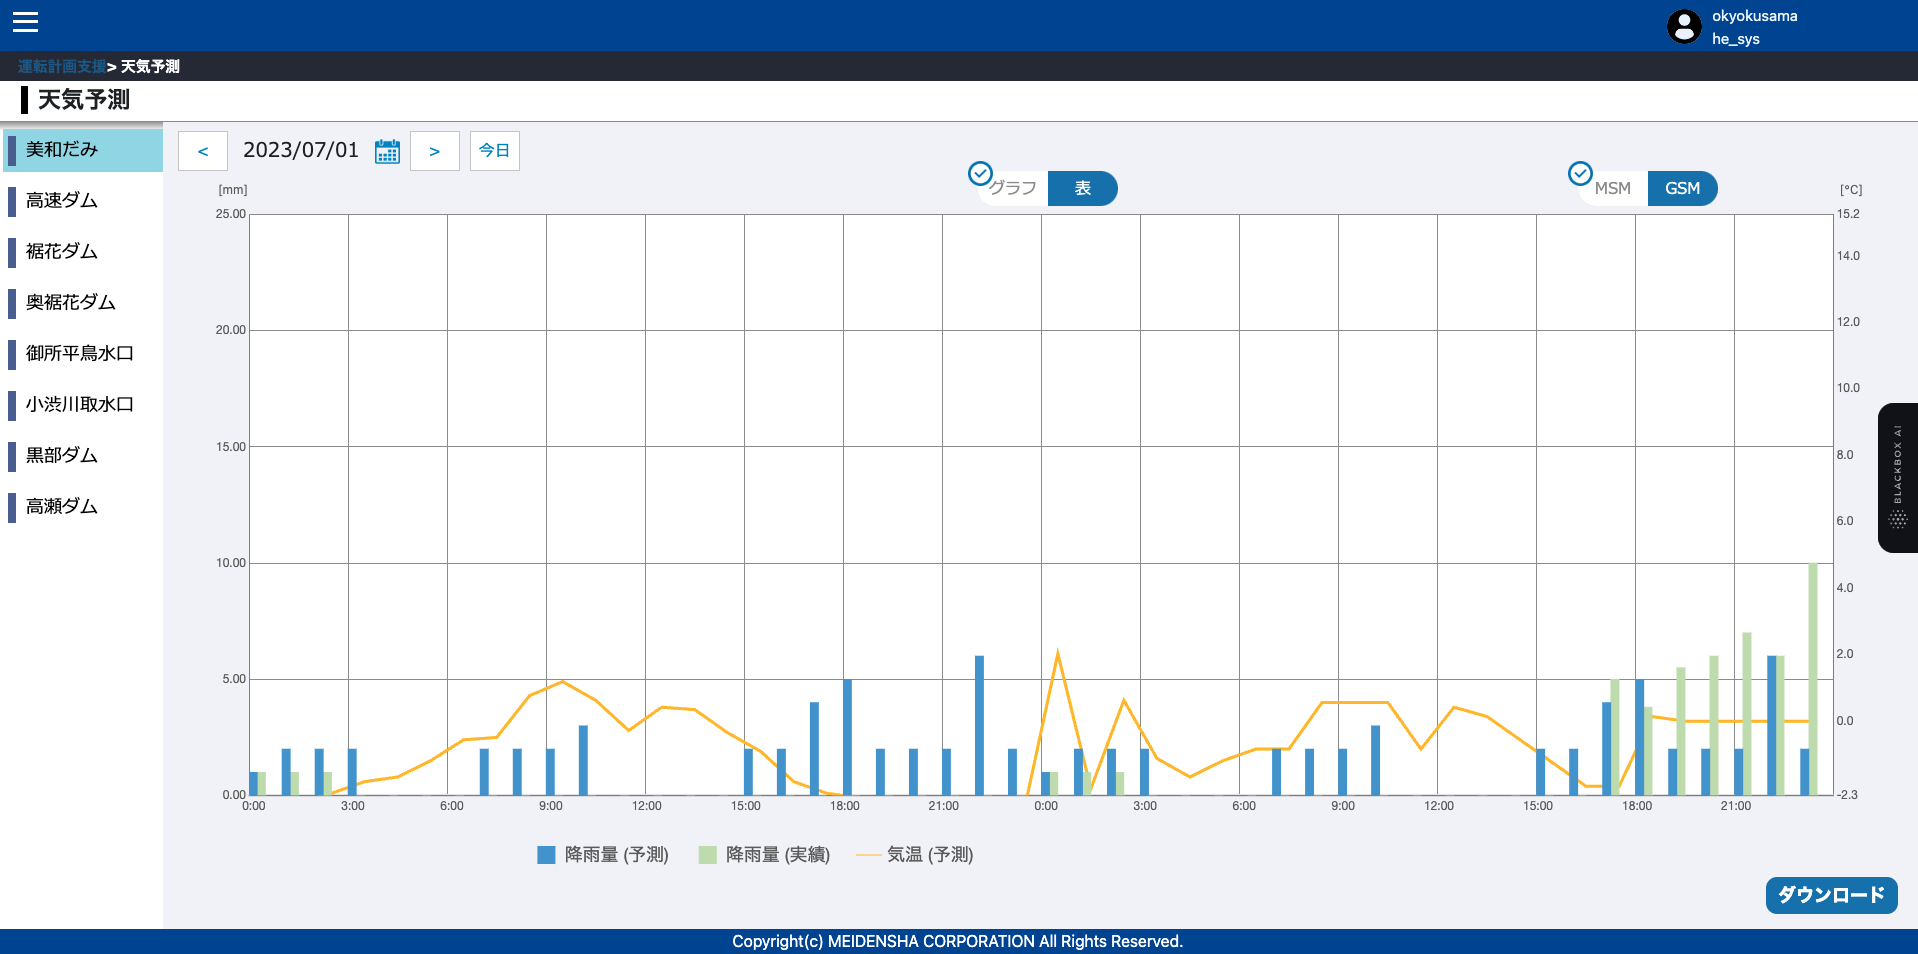 okyokusama
he_sys
運転計画支援> 天気予測
天気予測
美和だみ
高速ダム
裾花ダム
奥裾花ダム
御所平鳥水口
小渋川取水口
黒部ダム
高瀬ダム
< 2023/07/01 > 今日
グラフ 表
MSM GSM
[mm]
[°C]
25.00
20.00
15.00
10.00
5.00
0.00
15.2
14.0
12.0
10.0
8.0
6.0
4.0
2.0
0.0
-2.3
0:00 3:00 6:00 9:00 12:00 15:00 18:00 21:00 0:00 3:00 6:00 9:00 12:00 15:00 18:00 21:00
降雨量 (予測) 降雨量 (実績) 気温 (予測)
BLACKBOX AI
ダウンロード
Copyright(c) MEIDENSHA CORPORATION All Rights Reserved.